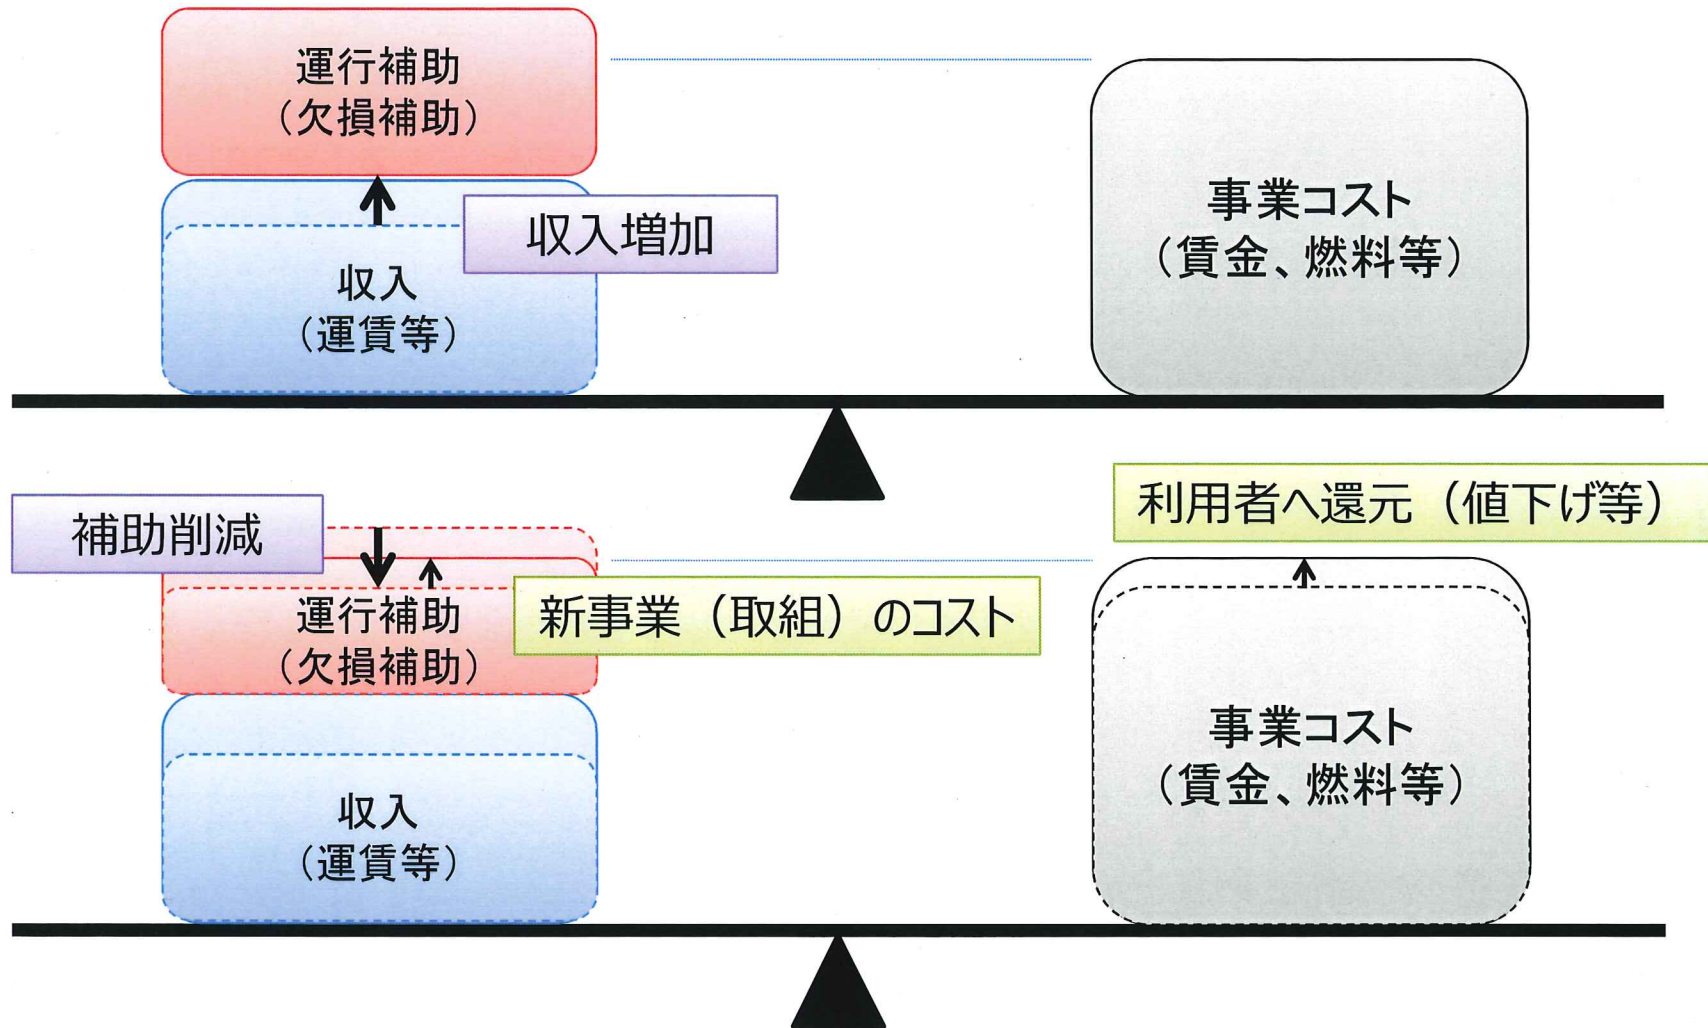 運行補助
（欠損補助）
収入増加
収入
（運賃等）
事業コスト
（賃金、燃料等）
補助削減
利用者へ還元（値下げ等）
新事業（取組）のコスト
運行補助
（欠損補助）
収入
（運賃等）
事業コスト
（賃金、燃料等）